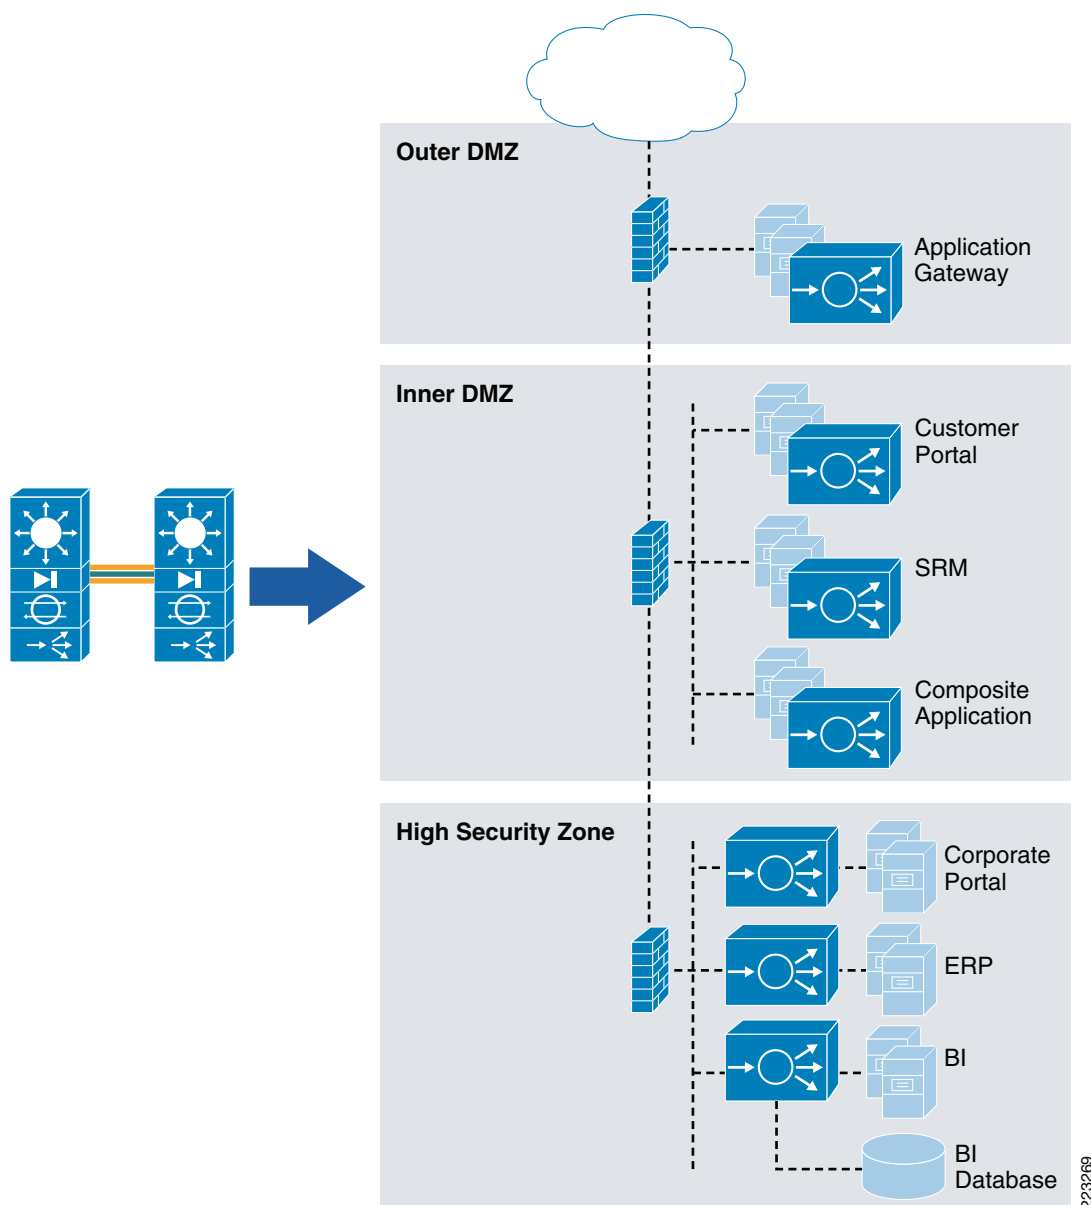 Outer DMZ
Application
Gateway
Inner DMZ
Customer
Portal
SRM
Composite
Application
High Security Zone
Corporate
Portal
ERP
BI
BI
Database
223269